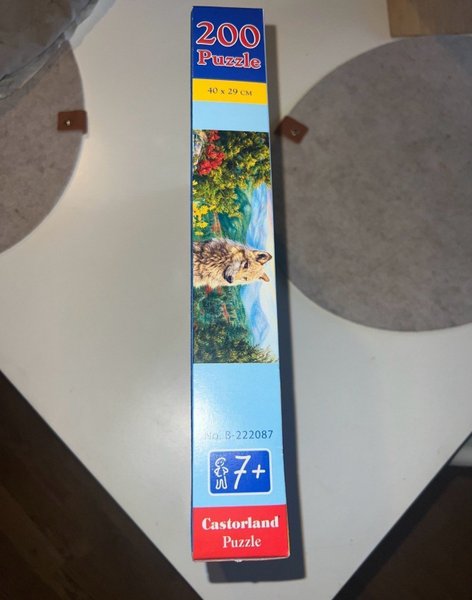 200
Puzzle
40 x 29 CM
No. B-222087
7+
Castorland
Puzzle